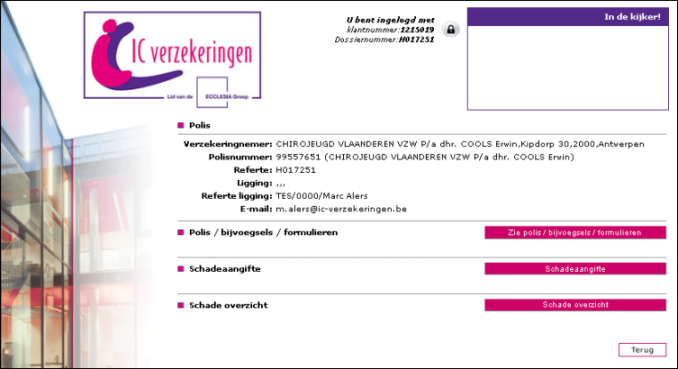 U bent ingelogd met
klantnummer:1215019
Dossiernummer:H017251
In de kijker!
IC verzekeringen
Lid van de ECCLESIA Groep
Polis
Verzekeringnemer: CHIROJEUGD VLAANDEREN VZW P/a dhr. COOLS Erwin,Kipdorp 30,2000,Antwerpen
Polisnummer: 99557651 (CHIROJEUGD VLAANDEREN VZW P/a dhr. COOLS Erwin)
Referte: H017251
Ligging: ,,,
Referte ligging: TES/0000/Marc Alers
E-mail: m.alers@ic-verzekeringen.be
Polis / bijvoegsels / formulieren
Zie polis / bijvoegsels / formulieren
Schadeaangifte
Schadeaangifte
Schade overzicht
Schade overzicht
Terug